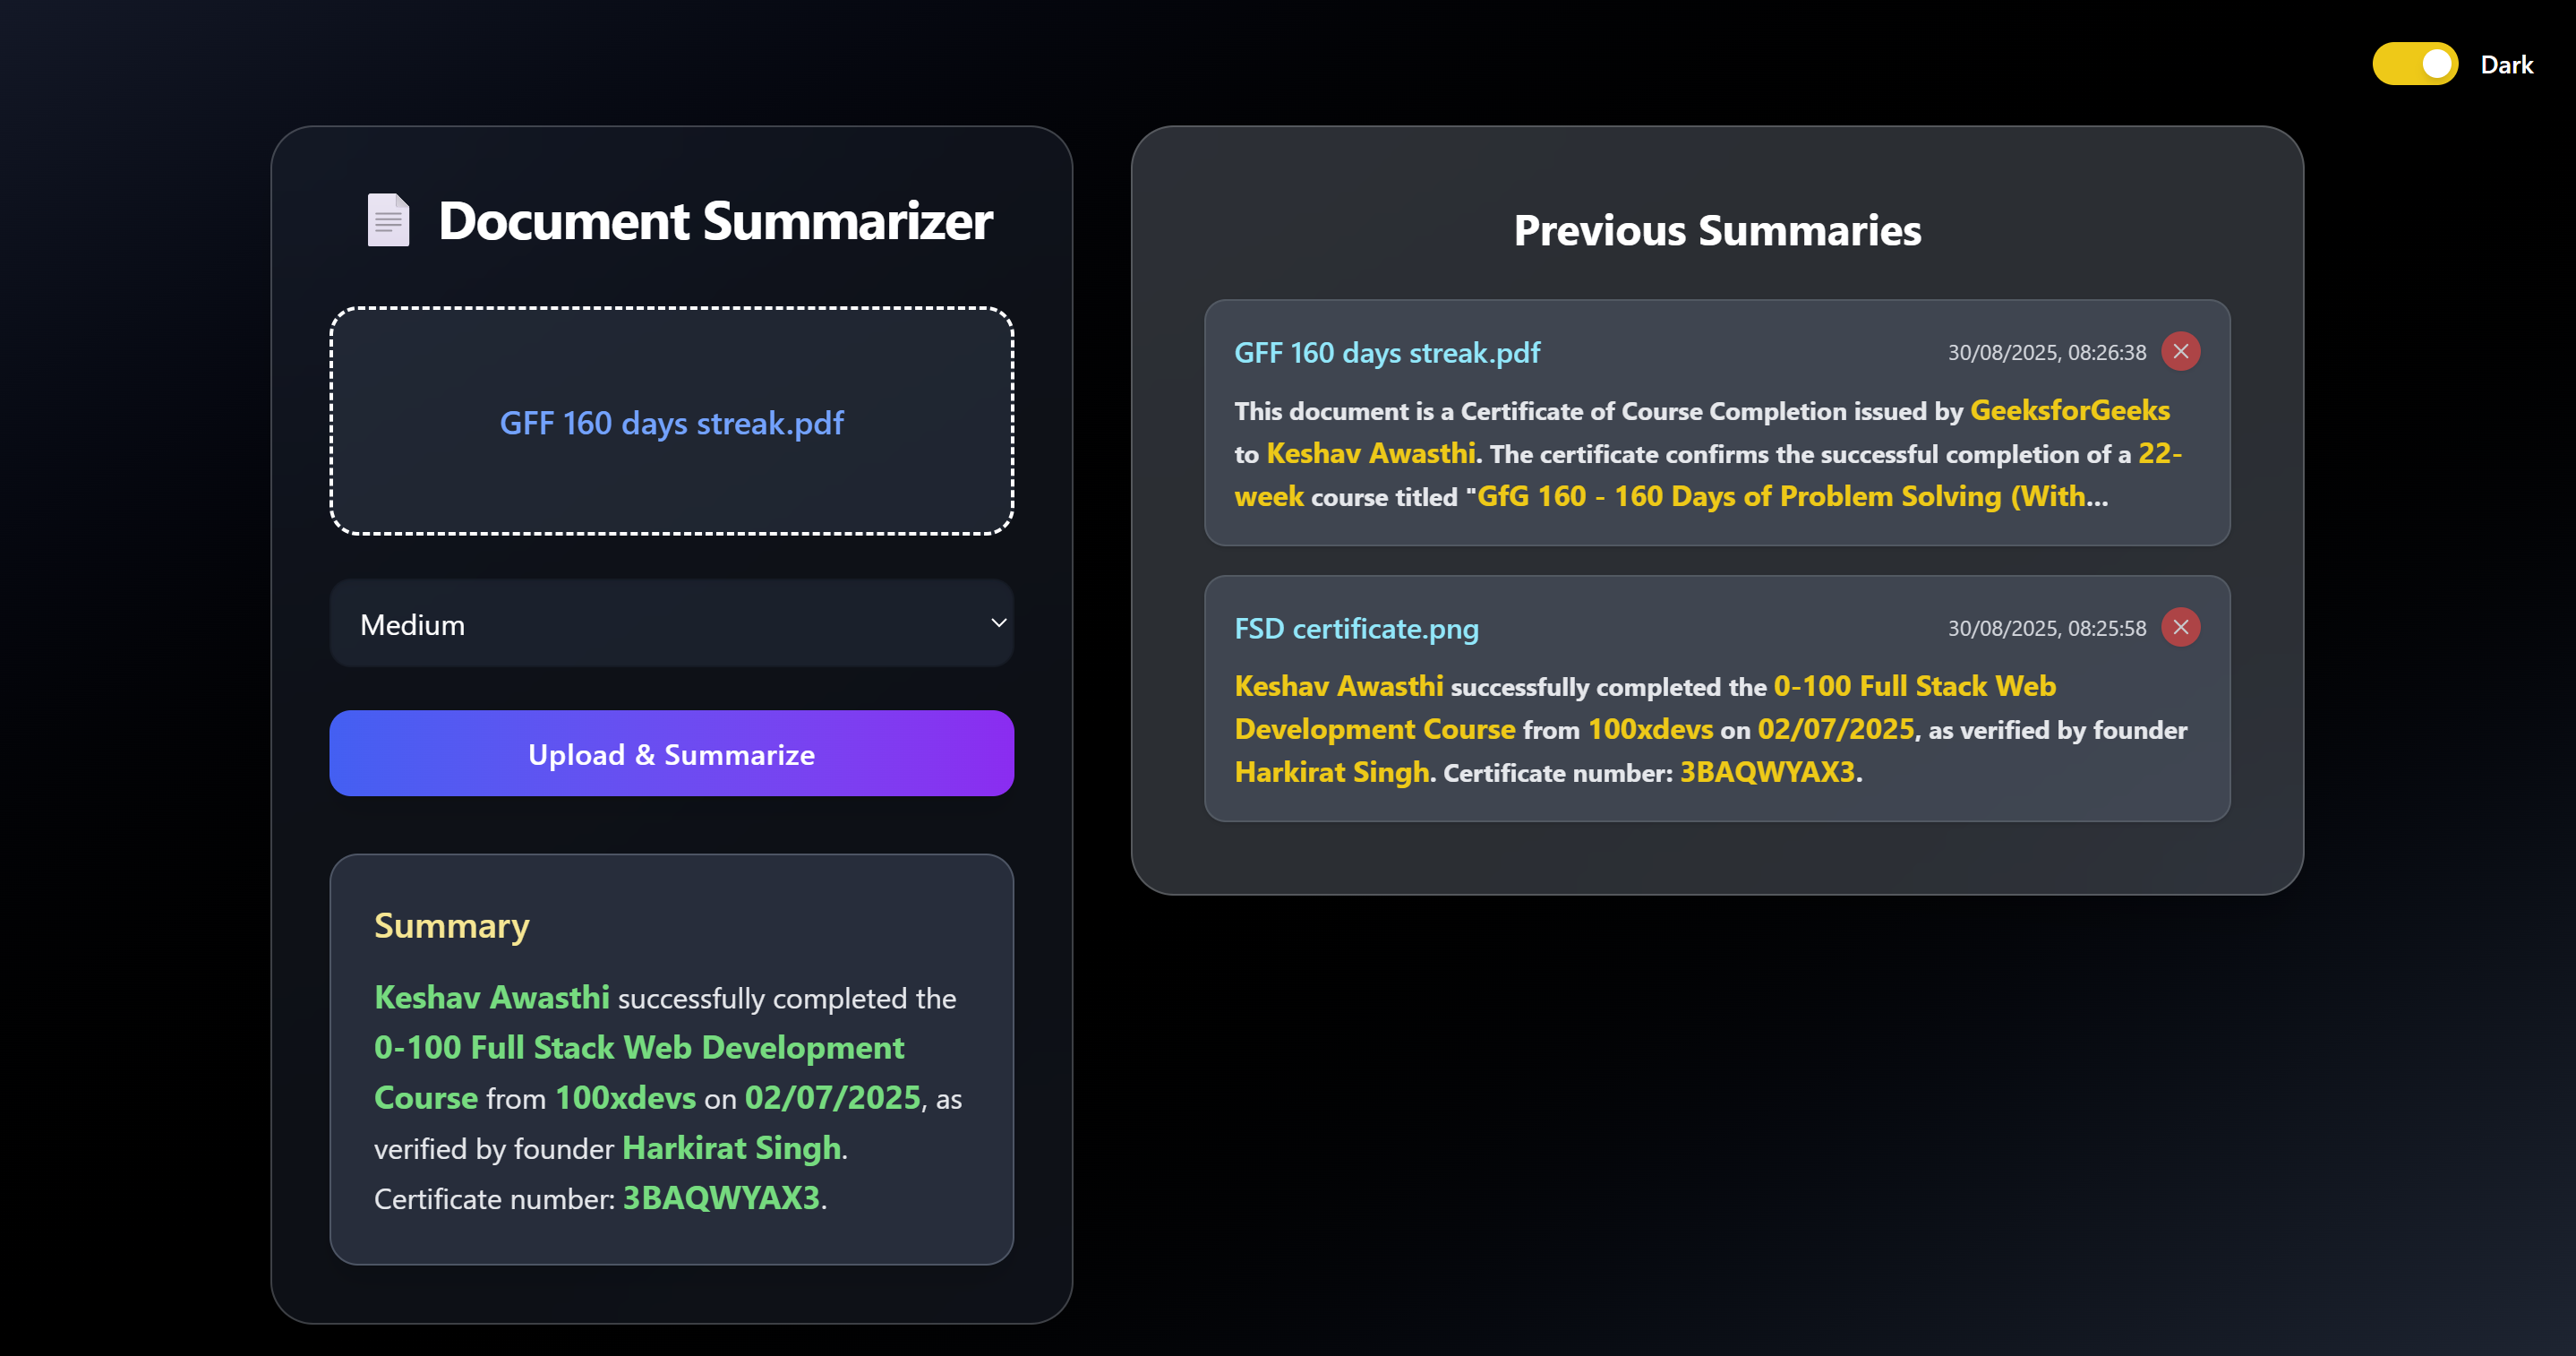 Dark
Document Summarizer
GFF 160 days streak.pdf
Medium
Upload & Summarize
Summary
Keshav Awasthi successfully completed the
0-100 Full Stack Web Development
Course from 100xdevs on 02/07/2025, as
verified by founder Harkirat Singh.
Certificate number: 3BAQWYAX3.
Previous Summaries
GFF 160 days streak.pdf 30/08/2025, 08:26:38
This document is a Certificate of Course Completion issued by GeeksforGeeks
to Keshav Awasthi. The certificate confirms the successful completion of a 22-
week course titled "GfG 160 - 160 Days of Problem Solving (With...
FSD certificate.png 30/08/2025, 08:25:58
Keshav Awasthi successfully completed the 0-100 Full Stack Web
Development Course from 100xdevs on 02/07/2025, as verified by founder
Harkirat Singh. Certificate number: 3BAQWYAX3.